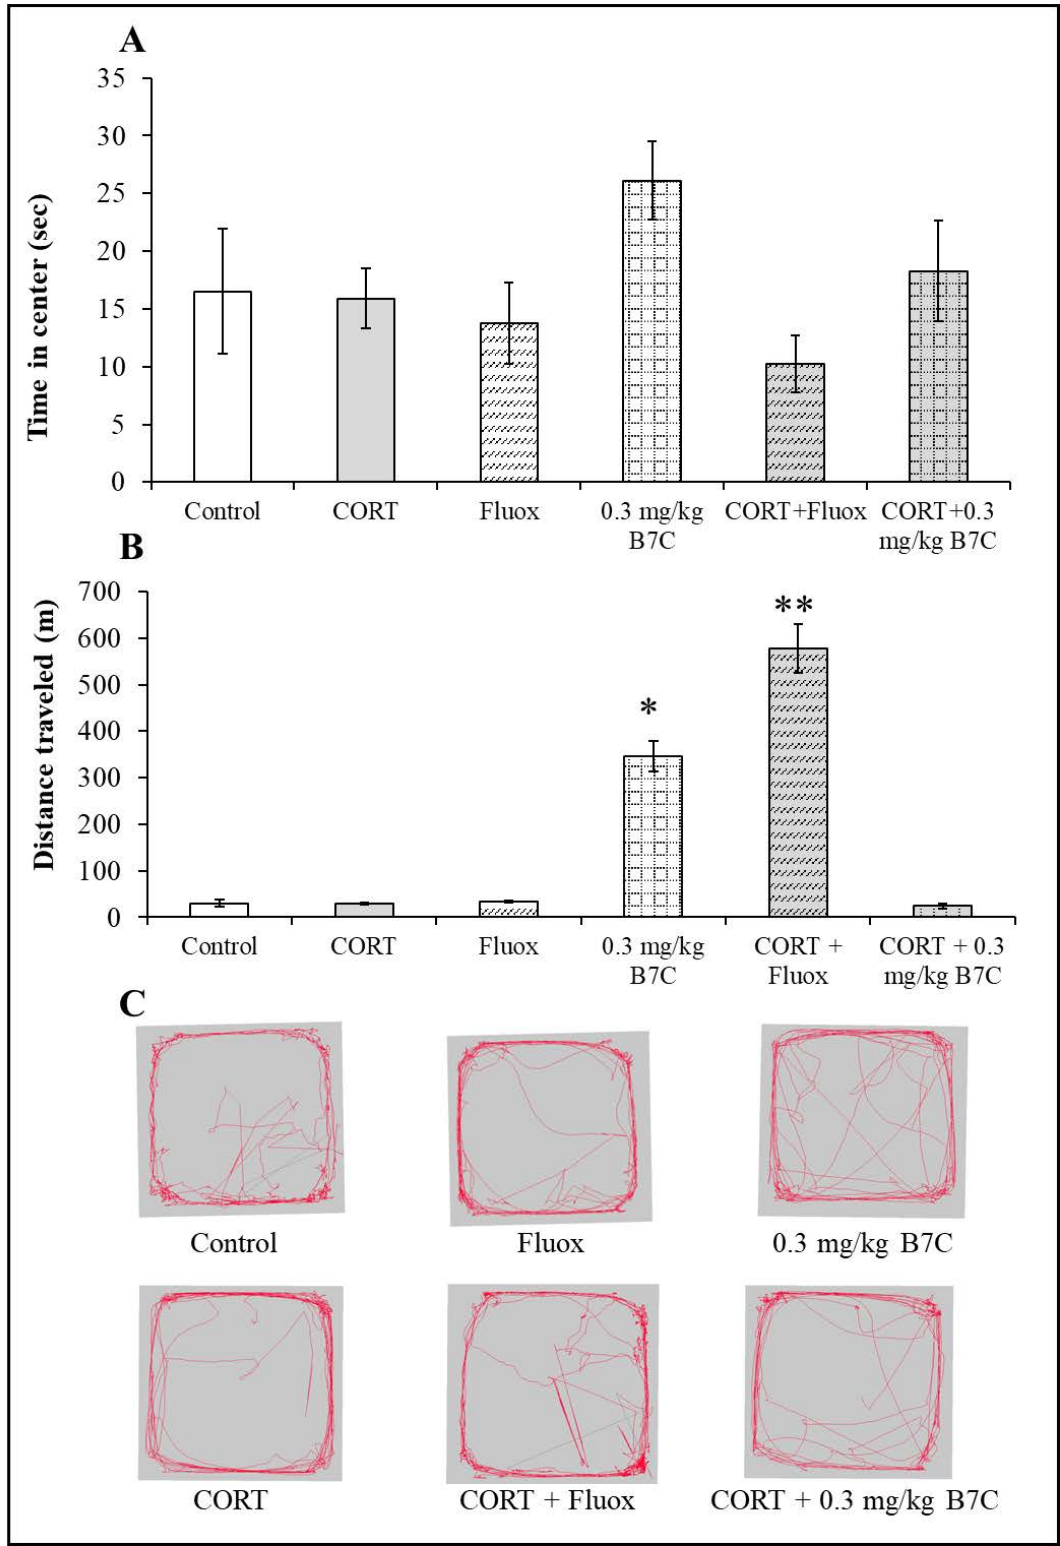 A
Time in center (sec)
35
30
25
20
15
10
5
0
Control CORT Fluox 0.3 mg/kg CORT+Fluox CORT+0.3
B7C mg/kg B7C
B
Distance traveled (m)
700
600
500
400
300
200
100
0
*
**
Control CORT Fluox 0.3 mg/kg CORT + CORT + 0.3
B7C Fluox mg/kg B7C
C
Control Fluox 0.3 mg/kg B7C
CORT CORT + Fluox CORT + 0.3 mg/kg B7C